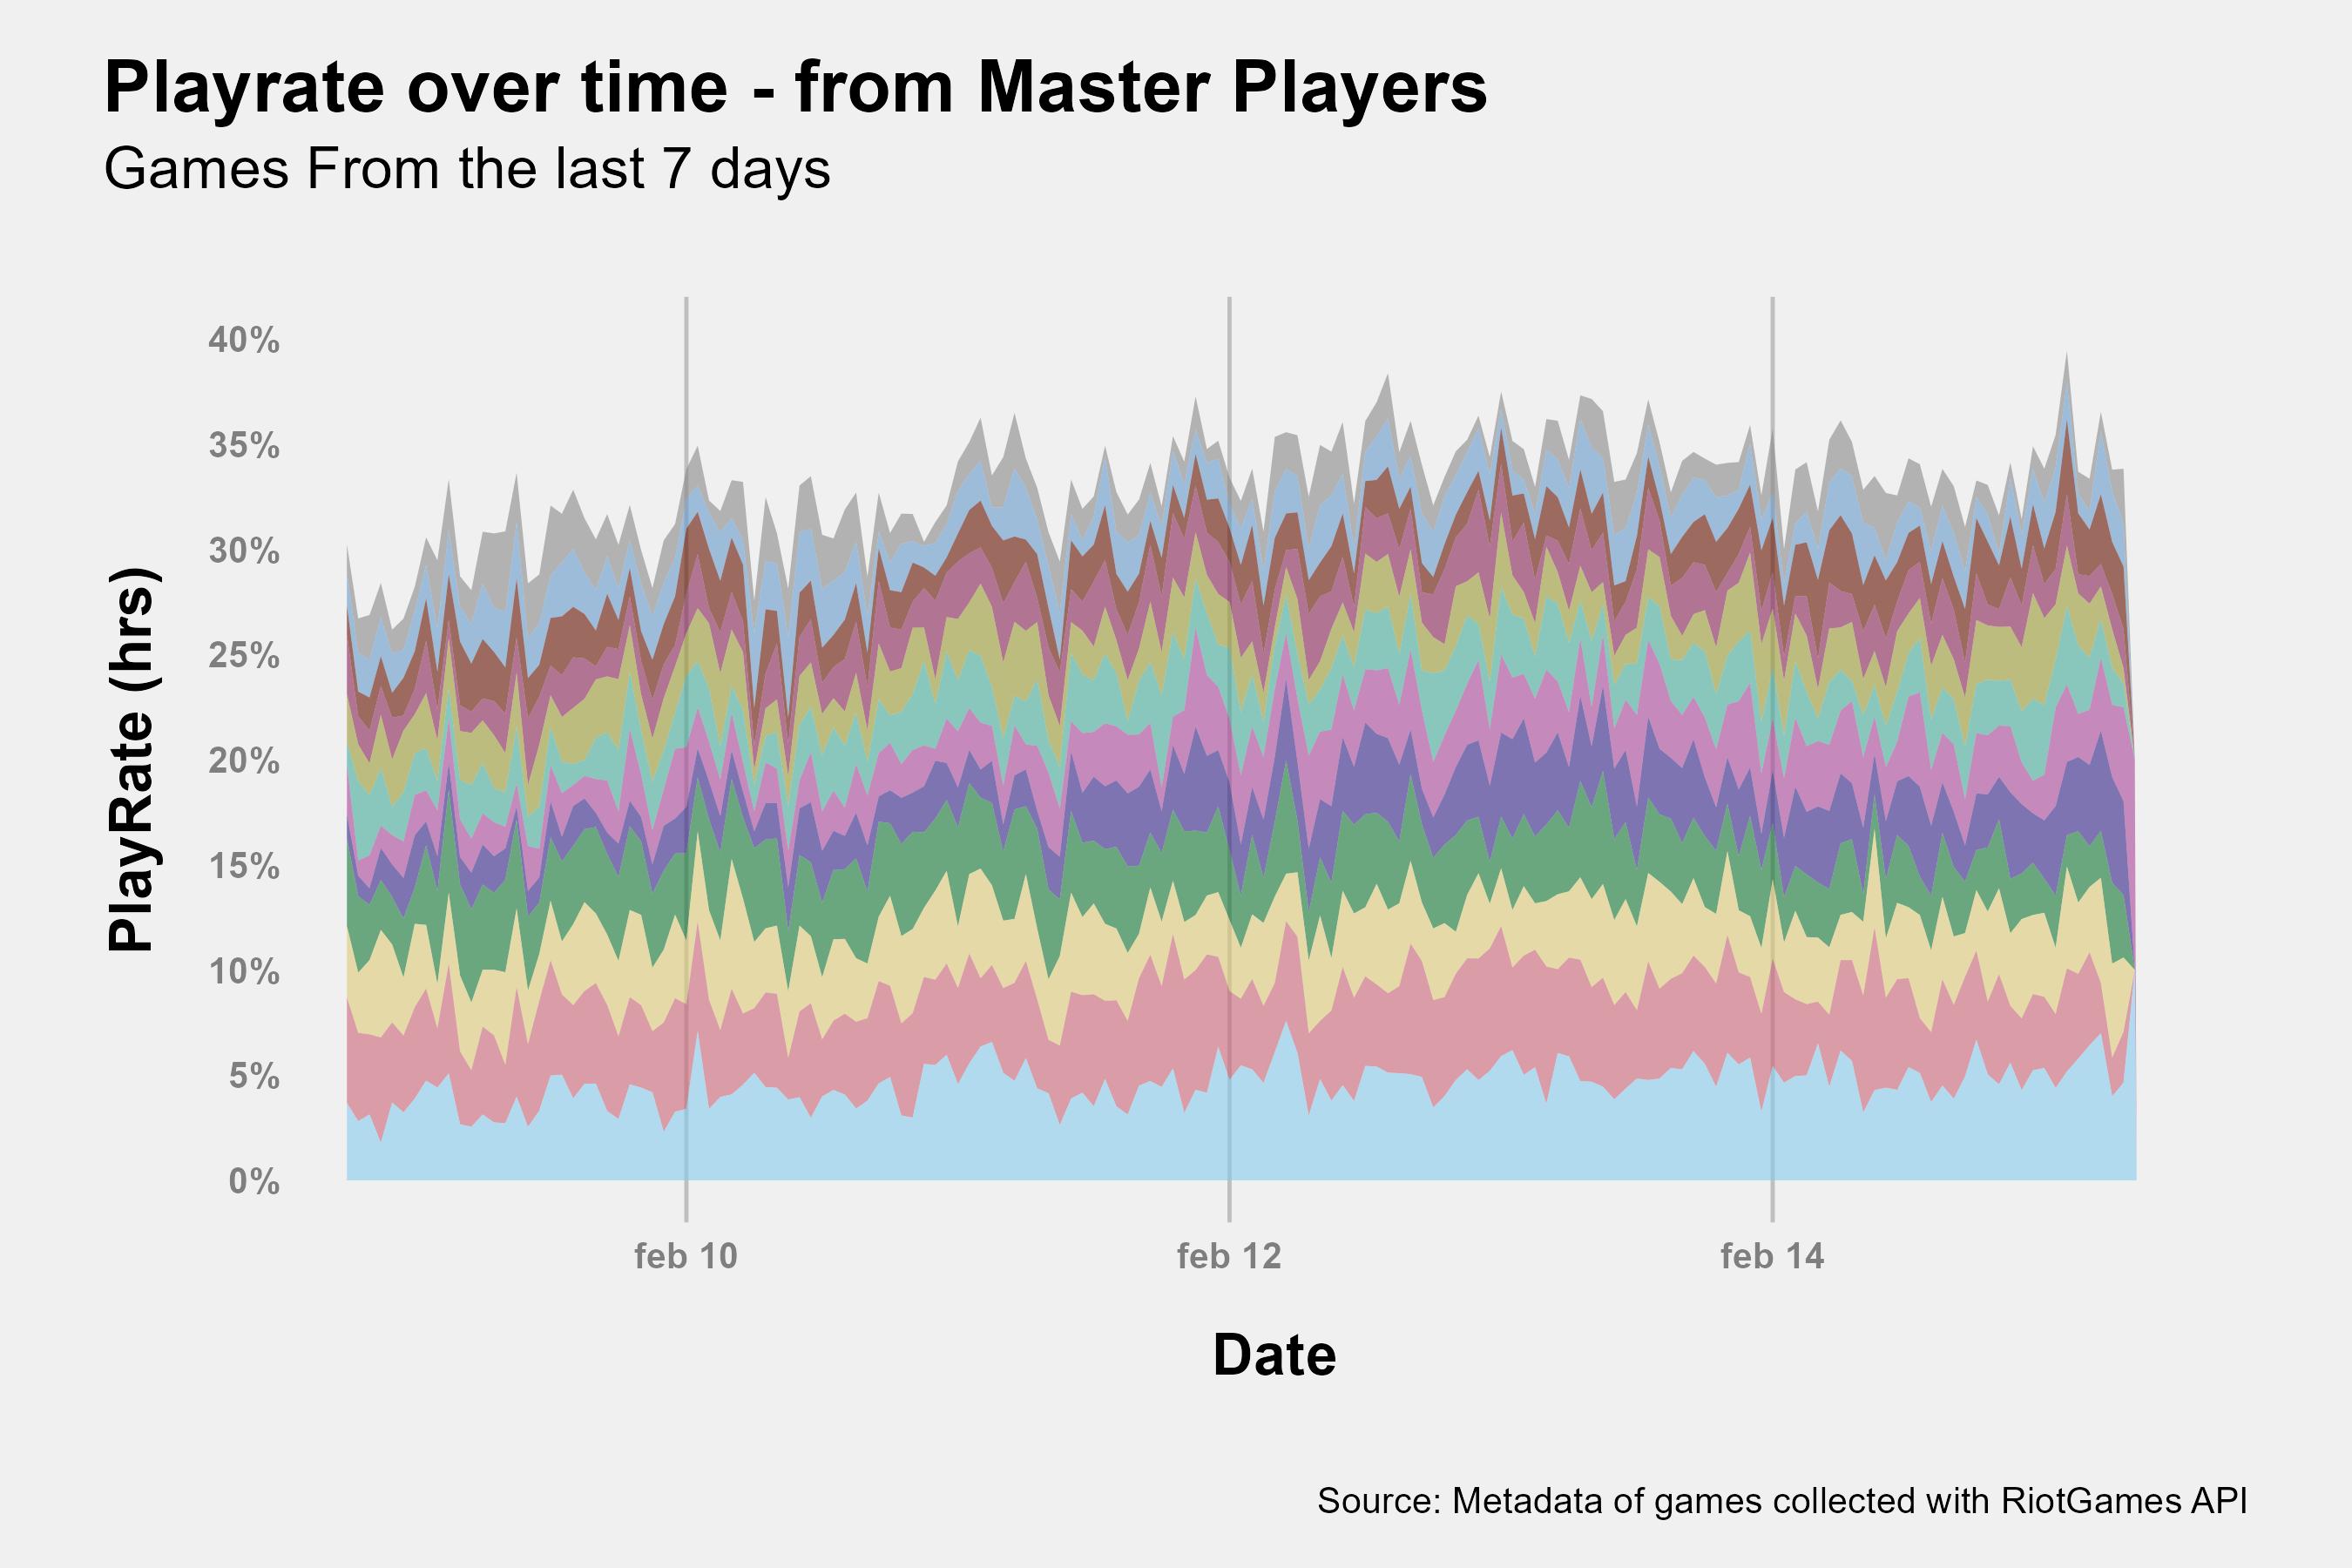 Playrate over time - from Master Players
Games From the last 7 days
PlayRate (hrs)
40%
35%
30%
25%
20%
15%
10%
5%
0%
feb 10
feb 12
feb 14
Date
Source: Metadata of games collected with RiotGames API